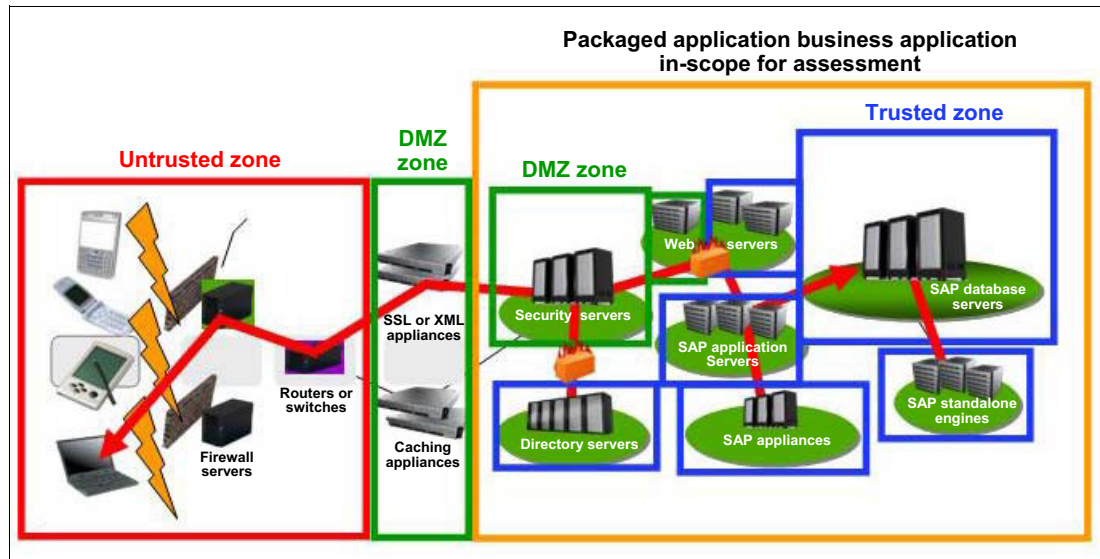 Packaged application business application
in-scope for assessment
Trusted zone
DMZ
zone
Untrusted zone
DMZ zone
Web servers
SAP database
servers
SSL or XML
appliances
Security servers
SAP application
Servers
Routers or
switches
SAP standalone
engines
Firewall
servers
Caching
appliances
Directory servers
SAP appliances